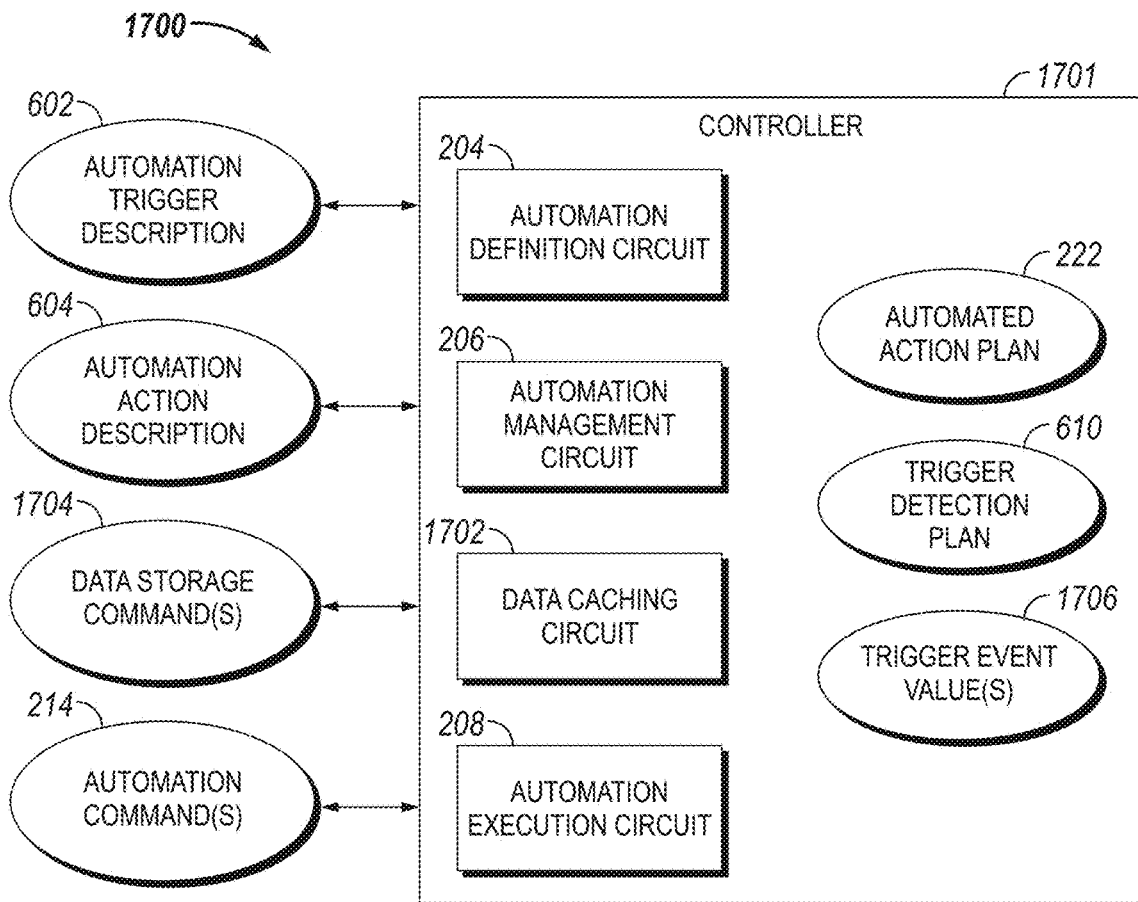 1700
1701
CONTROLLER
602
AUTOMATION
TRIGGER
DESCRIPTION
604
AUTOMATION
ACTION
DESCRIPTION
1704
DATA STORAGE
COMMAND(S)
214
AUTOMATION
COMMAND(S)
204
AUTOMATION
DEFINITION CIRCUIT
206
AUTOMATION
MANAGEMENT
CIRCUIT
1702
DATA CACHING
CIRCUIT
208
AUTOMATION
EXECUTION CIRCUIT
222
AUTOMATED
ACTION PLAN
610
TRIGGER
DETECTION
PLAN
1706
TRIGGER EVENT
VALUE(S)